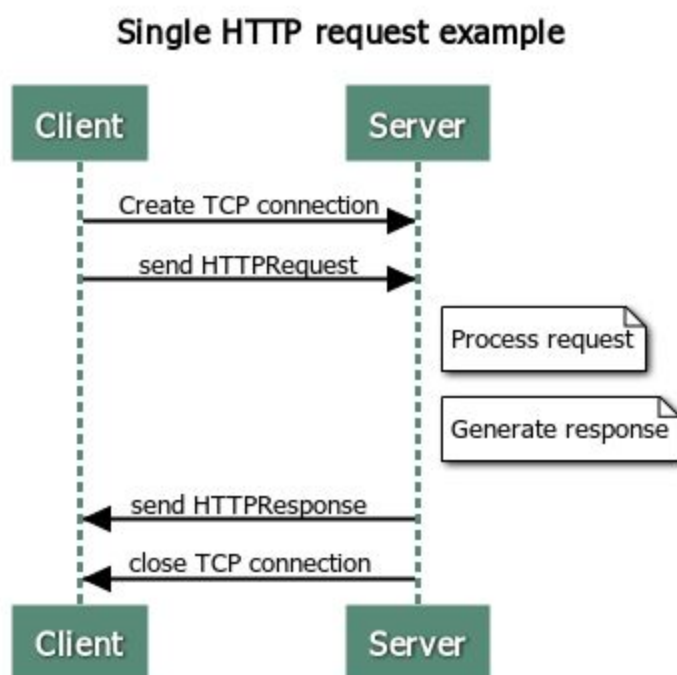 Single HTTP request example
Client
Server
Create TCP connection
send HTTPRequest
Process request
Generate response
send HTTPResponse
close TCP connection
Client
Server